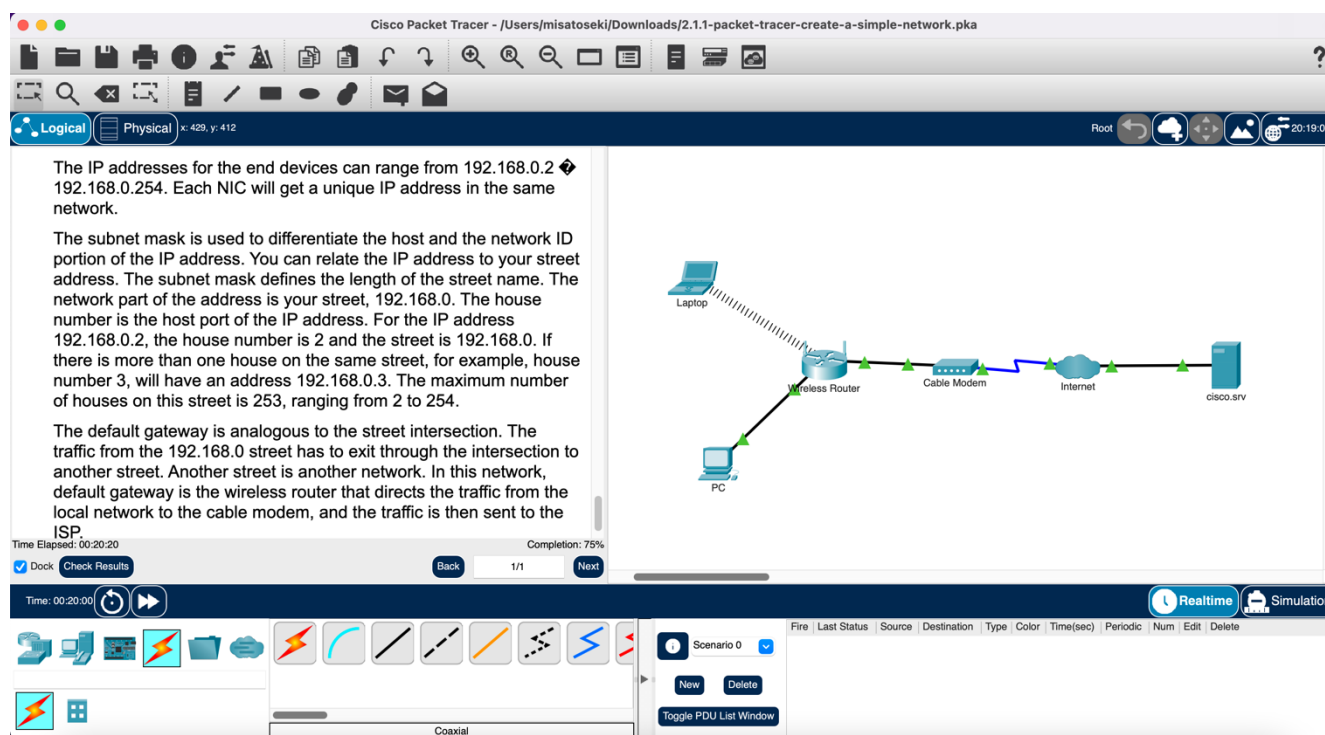 Cisco Packet Tracer - /Users/misatoseki/Downloads/2.1.1-packet-tracer-create-a-simple-network.pka
?
Logical
Physical
x: 429, y: 412
Root
20:19:0
The IP addresses for the end devices can range from 192.168.0.2 �
192.168.0.254. Each NIC will get a unique IP address in the same
network.
The subnet mask is used to differentiate the host and the network ID
portion of the IP address. You can relate the IP address to your street
address. The subnet mask defines the length of the street name. The
network part of the address is your street, 192.168.0. The house
number is the host port of the IP address. For the IP address
192.168.0.2, the house number is 2 and the street is 192.168.0. If
there is more than one house on the same street, for example, house
number 3, will have an address 192.168.0.3. The maximum number
of houses on this street is 253, ranging from 2 to 254.
The default gateway is analogous to the street intersection. The
traffic from the 192.168.0 street has to exit through the intersection to
another street. Another street is another network. In this network,
default gateway is the wireless router that directs the traffic from the
local network to the cable modem, and the traffic is then sent to the
ISP.
Time Elapsed: 00:20:20
Completion: 75%
Dock
Check Results
Back
1/1
Next
Laptop
Wireless Router
Cable Modem
Internet
cisco.srv
PC
Time: 00:20:00
Realtime
Simulatio
Coaxial
Scenario 0
New
Delete
Toggle PDU List Window
Fire Last Status Source Destination Type Color Time(sec) Periodic Num Edit Delete